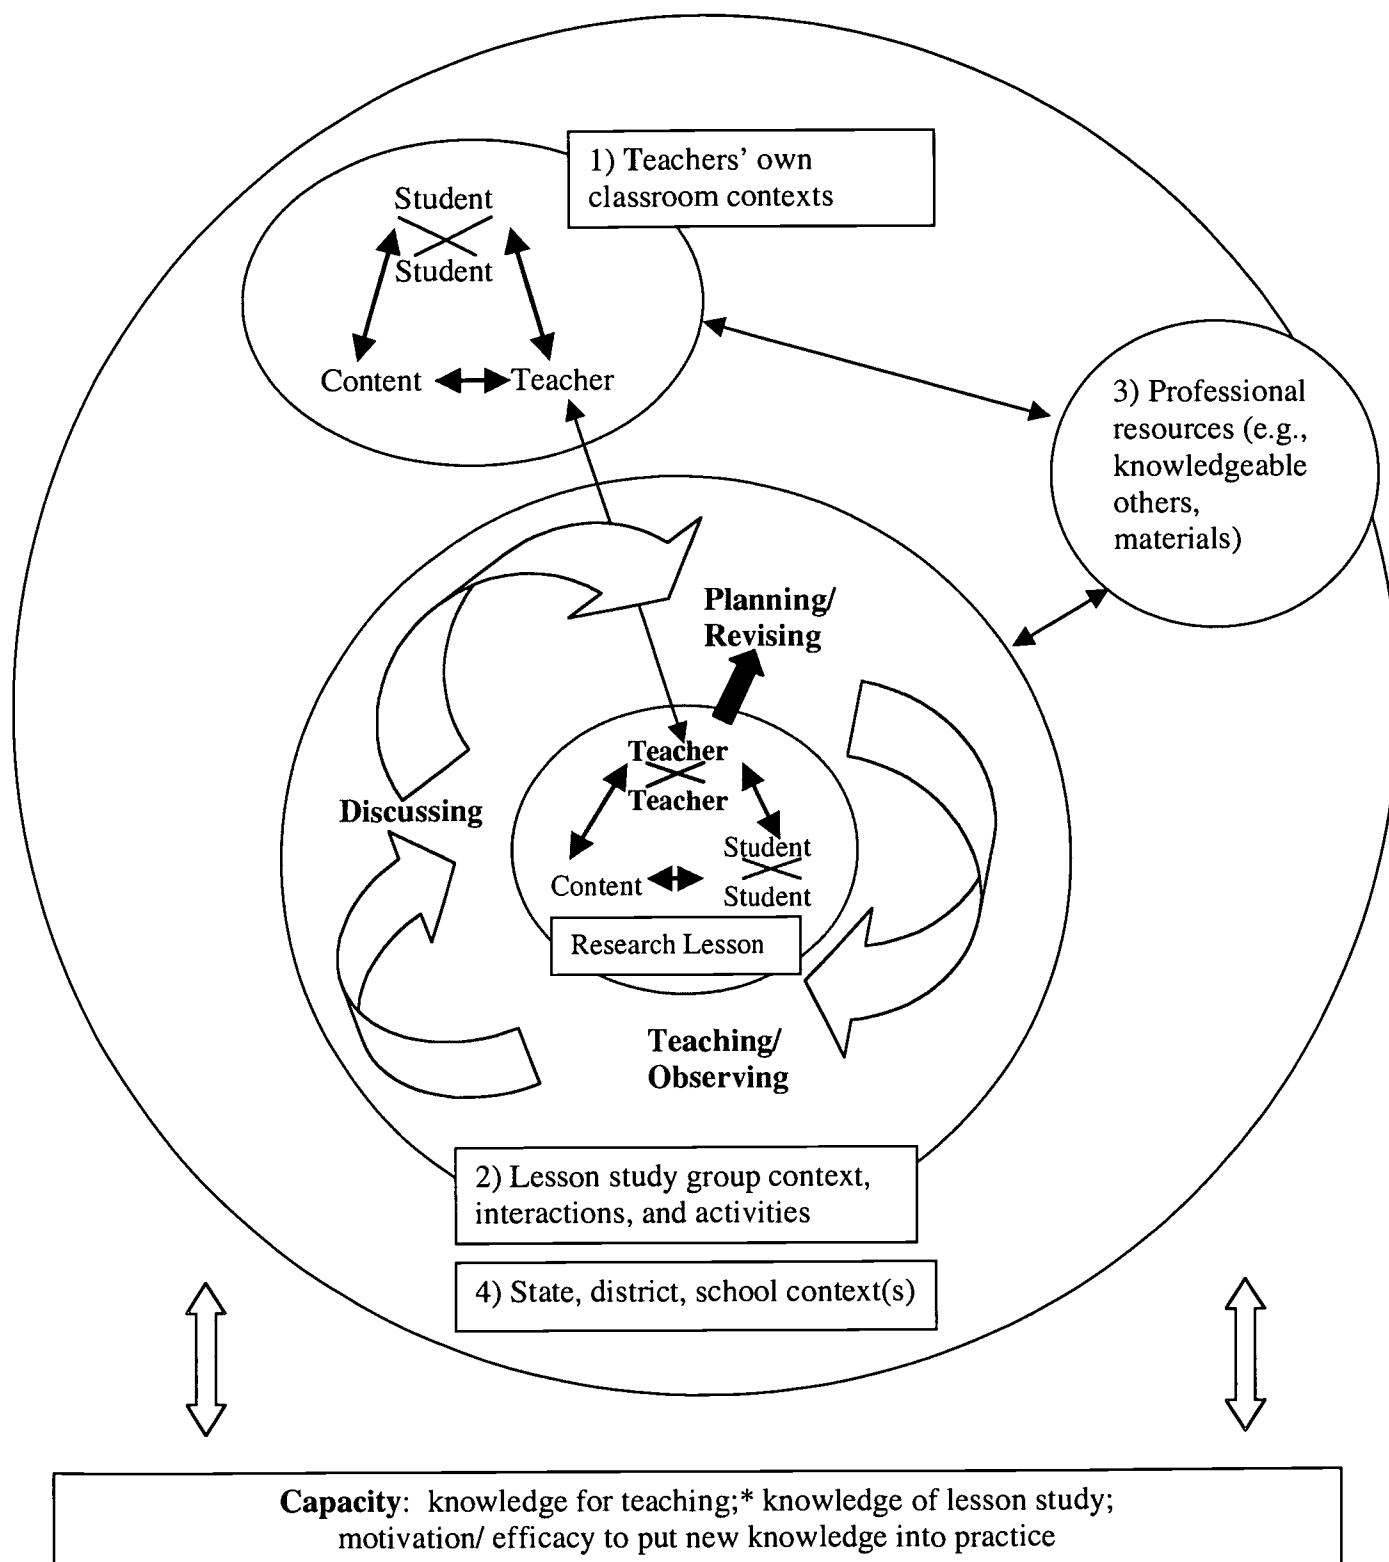 1) Teachers' own
classroom contexts
Student
Student
Content
Teacher
3) Professional
resources (e.g.,
knowledgeable
others,
materials)
Planning/
Revising
Teacher
Teacher
Discussing
Student
Content
Student
Research Lesson
Teaching/
Observing
2) Lesson study group context,
interactions, and activities
4) State, district, school context(s)
Capacity: knowledge for teaching;* knowledge of lesson study;
motivation/ efficacy to put new knowledge into practice